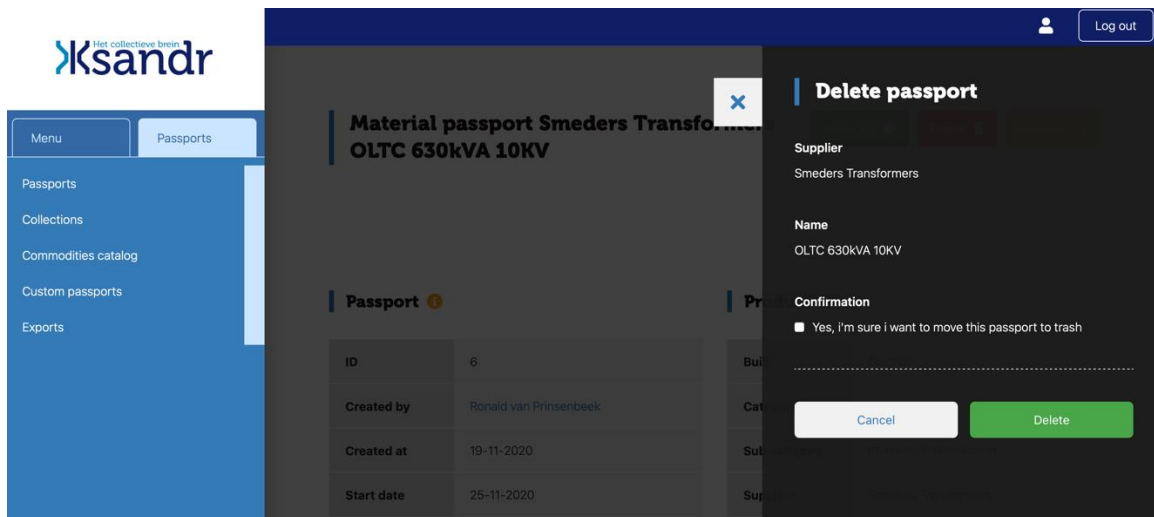 Het collectieve brein
Ksandr
Log out
Menu
Passports
Passports
Collections
Commodities catalog
Custom passports
Exports
Material passport Smeders Transformers
OLTC 630kVA 10KV
Passport
ID 6
Created by Ronald van Prinsenbeek
Created at 19-11-2020
Start date 25-11-2020
Delete passport
Supplier
Smeders Transformers
Name
OLTC 630kVA 10KV
Confirmation
Yes, i'm sure i want to move this passport to trash
Cancel
Delete